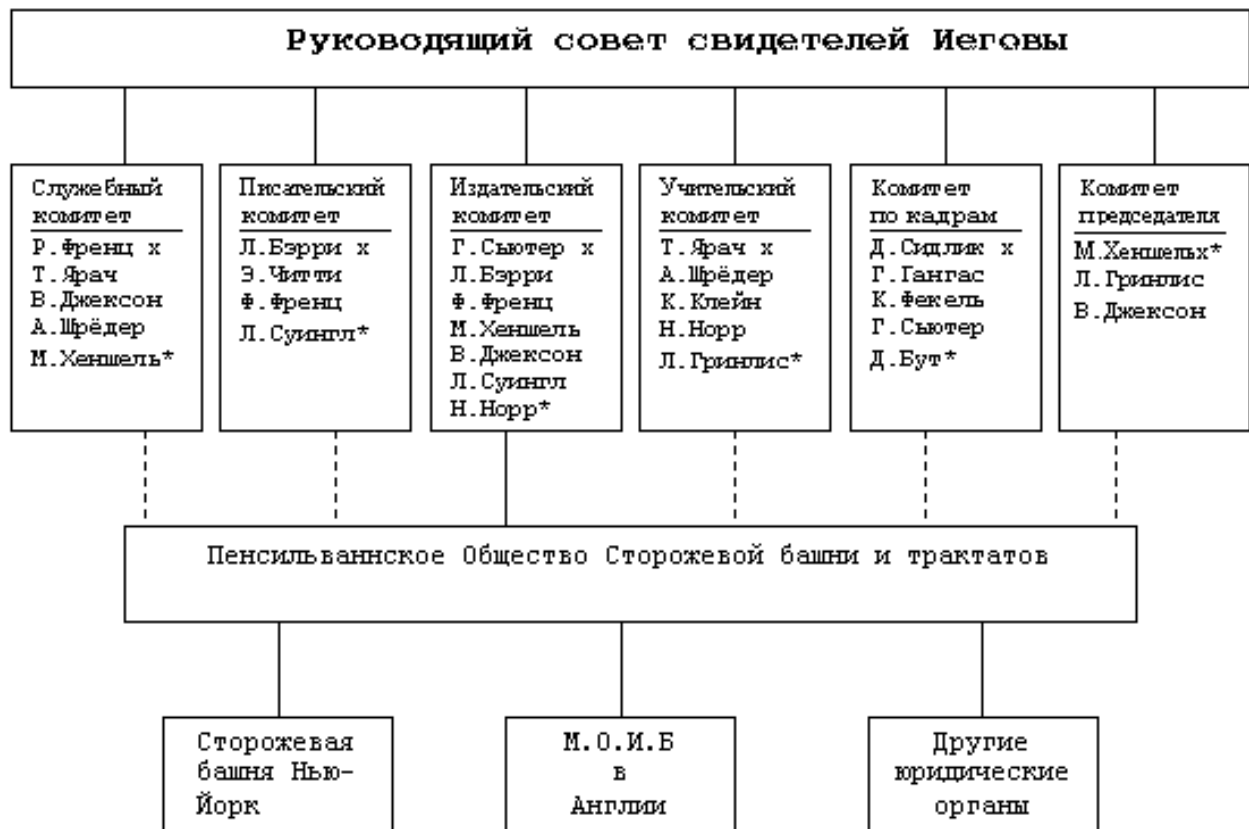 Руководящий совет свидетелей Иеговы
Служебный
комитет
Р.Френц х
Т.Ярач
В.Джексон
А.Шрёдер
М.Хеншель*
Писательский
комитет
Л.Бэрри х
Э.Читти
Ф.Френц
Л.Суингл*
Издательский
комитет
Г.Сьютер х
Л.Бэрри
Ф.Френц
М.Хеншель
В.Джексон
Л.Суингл
Н.Норр*
Учительский
комитет
Т.Ярач х
А.Шрёдер
К.Клейн
Н.Норр
Л.Гринлис*
Комитет
по кадрам
Д.Сидлик х
Г.Гангас
К.Фекель
Г.Сьютер
Д.Бут*
Комитет
председателя
М.Хеншельх*
Л.Гринлис
В.Джексон
Пенсильваннское Общество Сторожевой башни и трактатов
Сторожевая
башня Нью-
Йорк
М.О.И.Б
в
Англии
Другие
юридические
органы